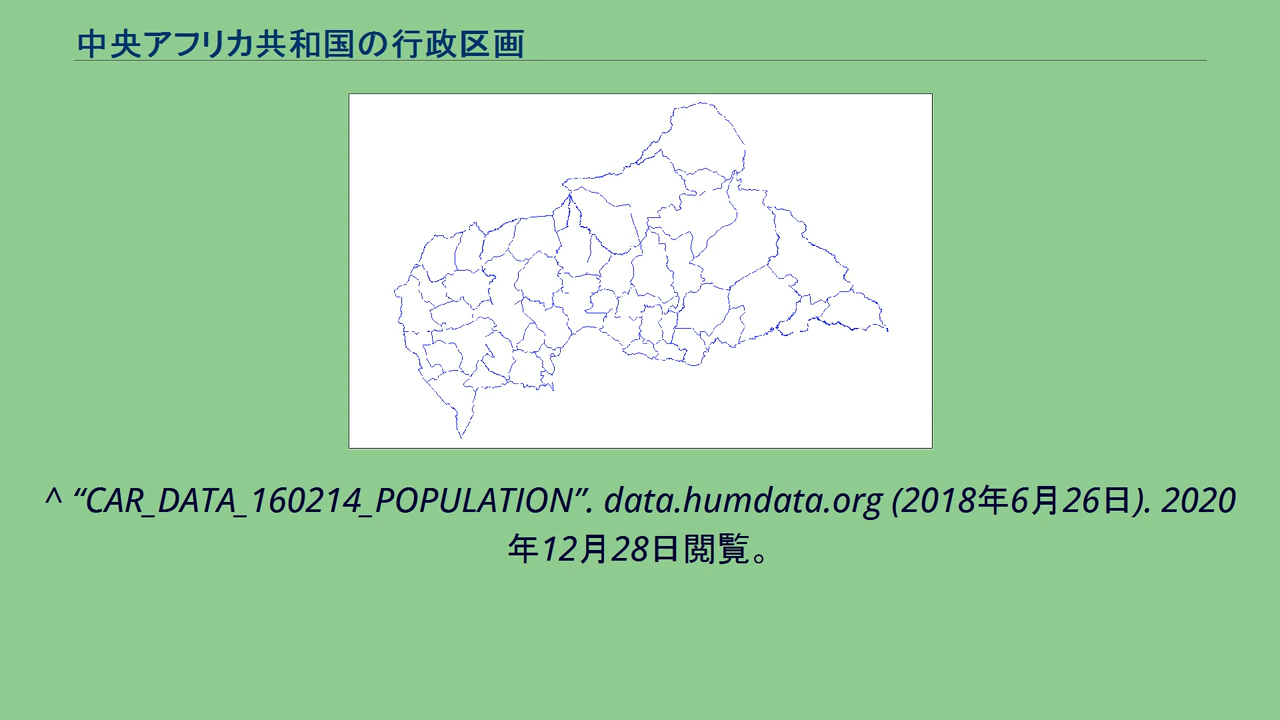 中央アフリカ共和国の行政区画
^ “CAR_DATA_160214_POPULATION”. data.humdata.org (2018年6月26日). 2020
年12月28日閲覧。